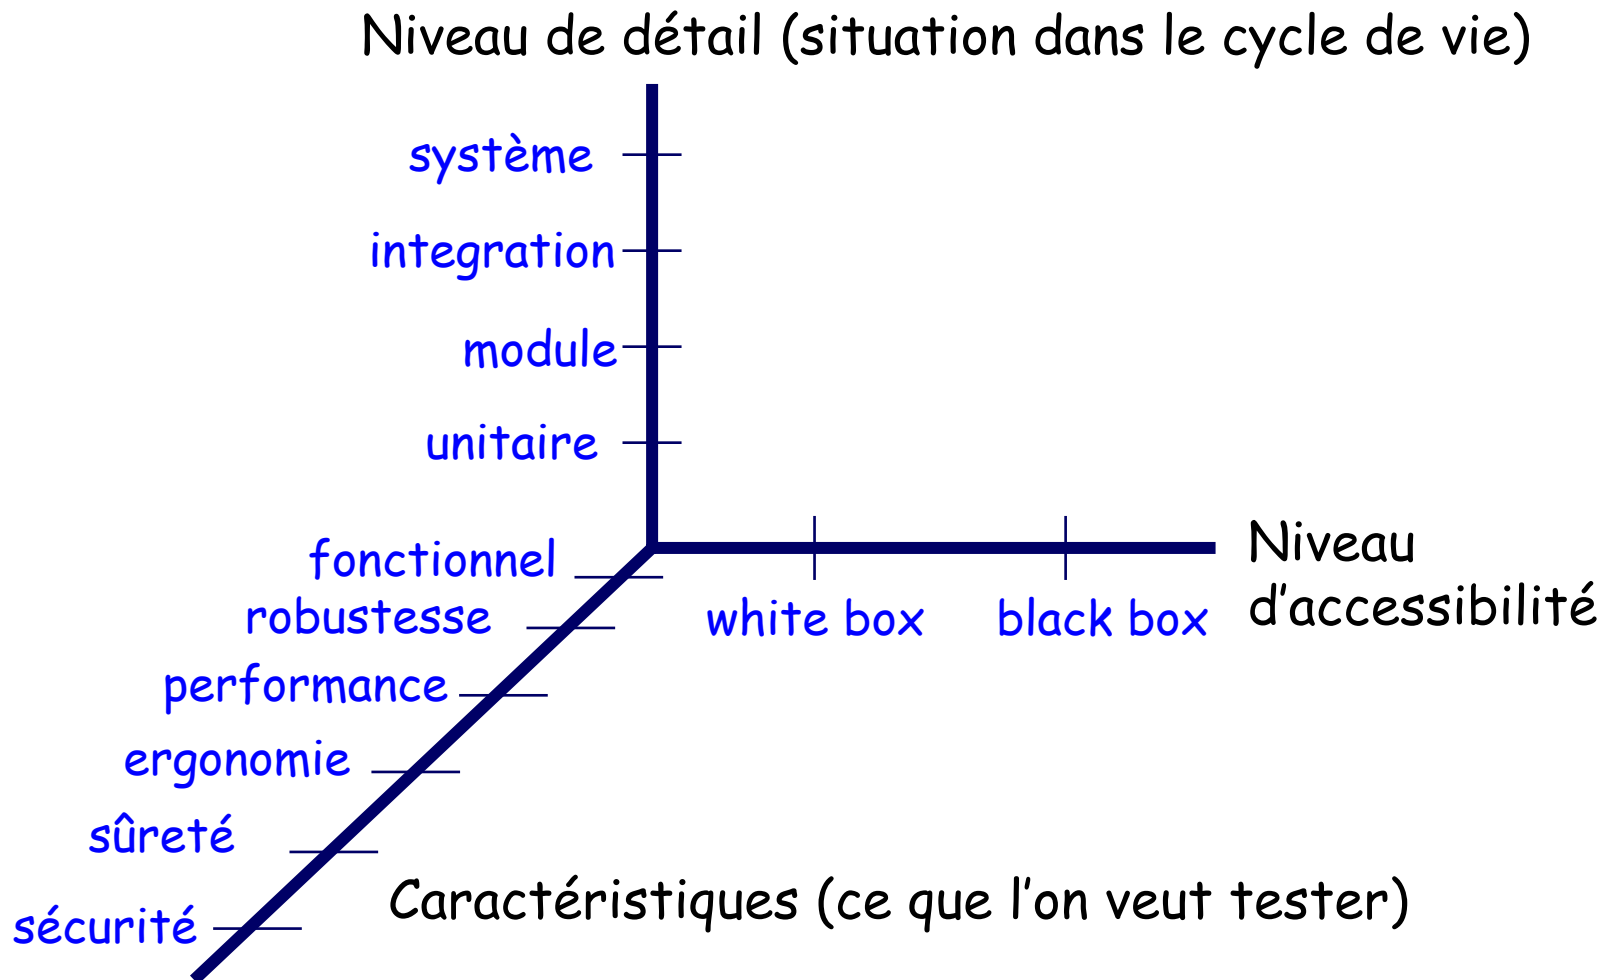 Niveau de détail (situation dans le cycle de vie)
système
integration
module
unitaire
fonctionnel
robustesse
performance
ergonomie
sûreté
sécurité
white box
black box
Niveau
d'accessibilité
Caractéristiques (ce que l'on veut tester)